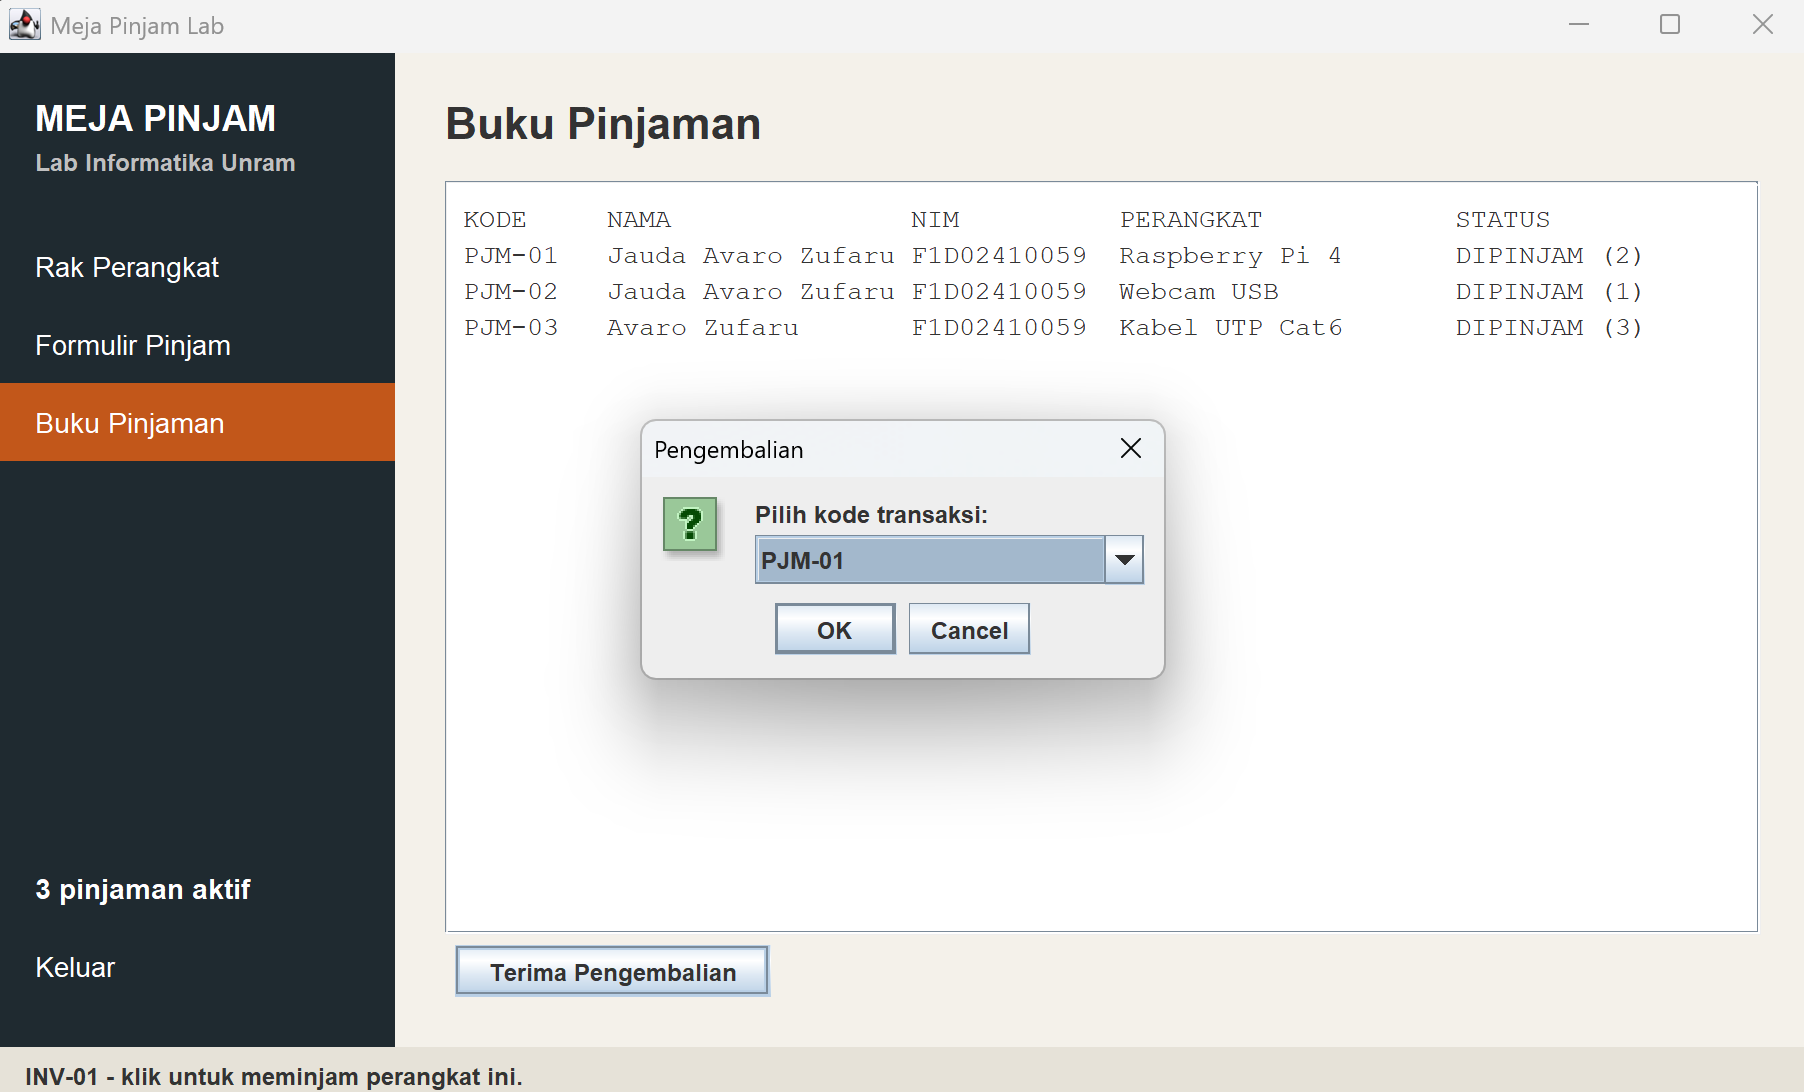 Meja Pinjam Lab
MEJA PINJAM
Lab Informatika Unram
Rak Perangkat
Formulir Pinjam
Buku Pinjaman
3 pinjaman aktif
Keluar
Buku Pinjaman
KODE NAMA NIM PERANGKAT STATUS
PJM-01 Jauda Avaro Zufaru F1D02410059 Raspberry Pi 4 DIPINJAM (2)
PJM-02 Jauda Avaro Zufaru F1D02410059 Webcam USB DIPINJAM (1)
PJM-03 Avaro Zufaru F1D02410059 Kabel UTP Cat6 DIPINJAM (3)
Pengembalian
?
Pilih kode transaksi:
PJM-01
OK Cancel
Terima Pengembalian
INV-01 - klik untuk meminjam perangkat ini.